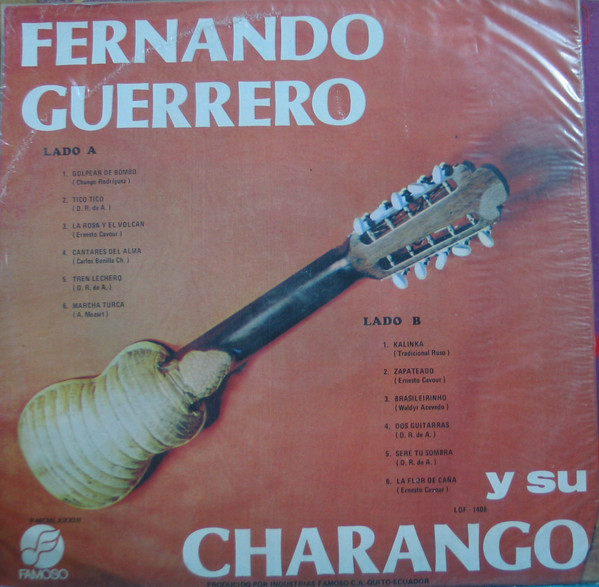 FERNANDO
GUERRERO
LADO A
1. GOLPEAR DE BOMBO
( Chango Rodriguez )
2. TICO TICO
( D. R. de A. )
3. LA ROSA Y EL VOLCAN
( Ernesto Cavour )
4. CANTARES DEL ALMA
( Carlos Bonilla Ch. )
5. TREN LECHERO
( D. R. de A. )
6. MARCHA TURCA
( A. Mozart )
LADO B
1. KALINKA
( Tradicional Ruso )
2. ZAPATEADO
( Ernesto Cavour )
3. BRASILEIRINHO
( Waldyr Azevedo )
4. DOS GUITARRAS
( D. R. de A. )
5. SERE TU SOMBRA
( D. R. de A. )
6. LA FLOR DE CAÑA
( Ernesto Cavour )
y su
LDF - 1468
CHARANGO
FAMOSO
PRODUCIDO POR INDUSTRIAS FAMOSO C.A. QUITO-ECUADOR